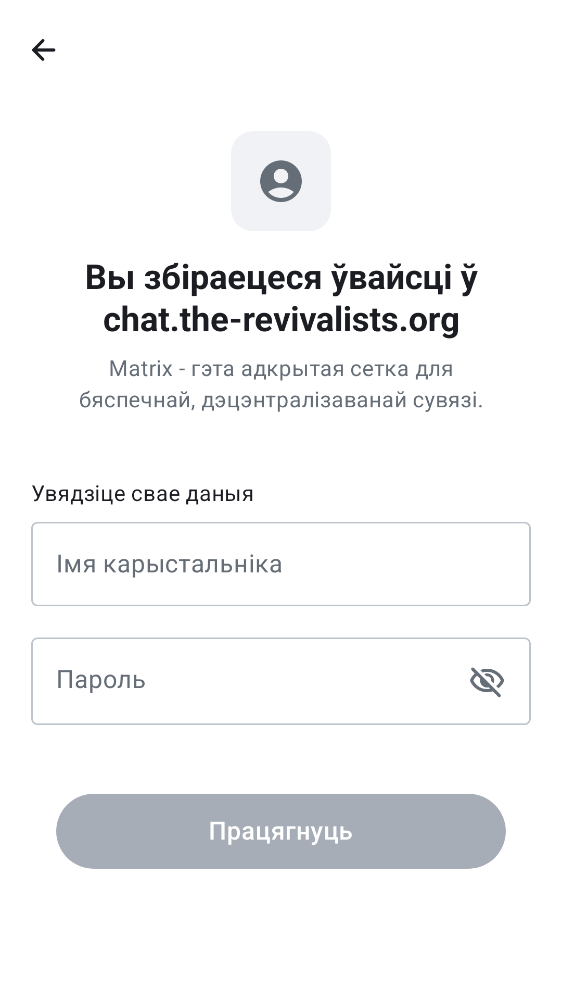 Вы збіраецеся ўвайсці ў
chat.the-revivalists.org
Matrix - гэта адкрытая сетка для
бяспечнай, дэцэнтралізаванай сувязі.
Увядзіце свае даныя
Імя карыстальніка
Пароль
Працягнуць